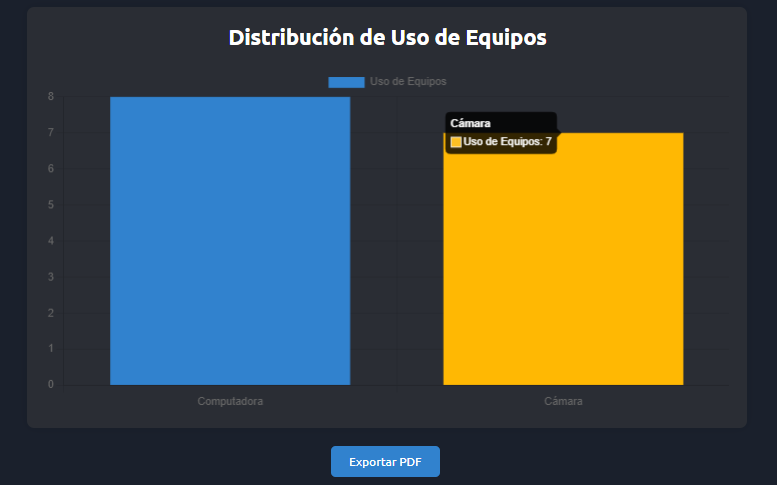 Distribución de Uso de Equipos
Uso de Equipos
8
7
6
5
4
3
2
1
0
Cámara
Uso de Equipos: 7
Computadora
Cámara
Exportar PDF